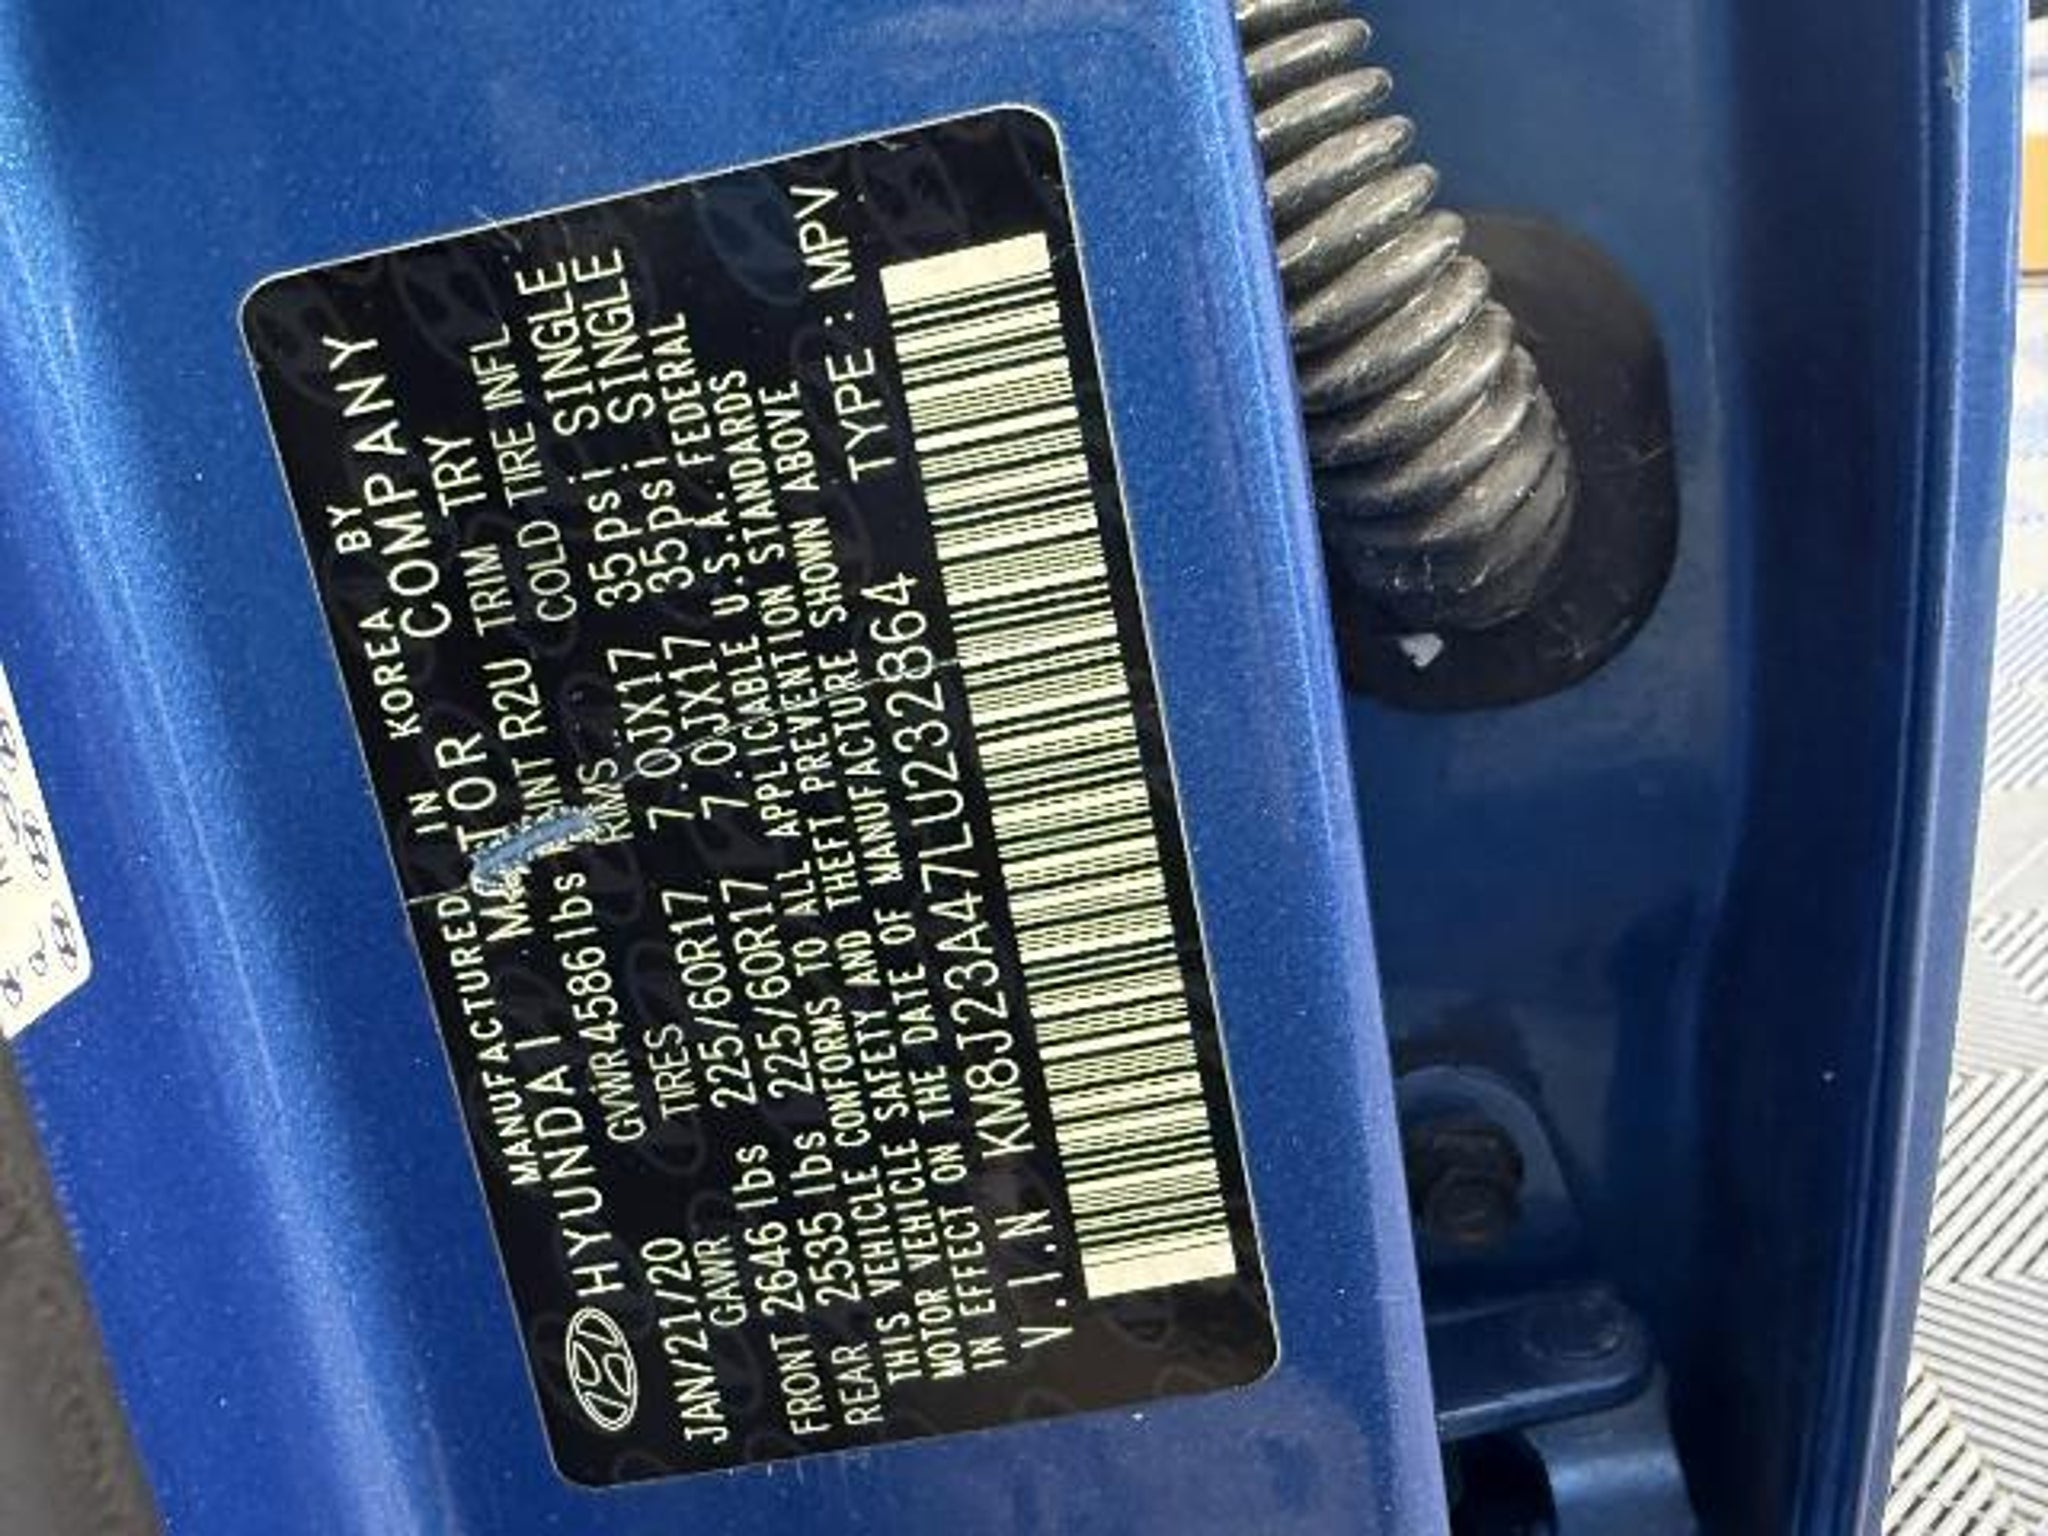 MANUFACTURED IN KOREA BY
HYUNDAI MOTOR COMPANY
MAINT R2U TRIM TRY
JAN/21/20 GVWR 4586 lbs
GAWR TIRES RIMS COLD TIRE INFL
FRONT 2646 lbs 225/60R17 7.0JX17 35psi SINGLE
REAR 2535 lbs 225/60R17 7.0JX17 35psi SINGLE
THIS VEHICLE CONFORMS TO ALL APPLICABLE U.S.A. FEDERAL
MOTOR VEHICLE SAFETY AND THEFT PREVENTION STANDARDS
IN EFFECT ON THE DATE OF MANUFACTURE SHOWN ABOVE
V.I.N KM8J23A47LU232864 TYPE : MPV